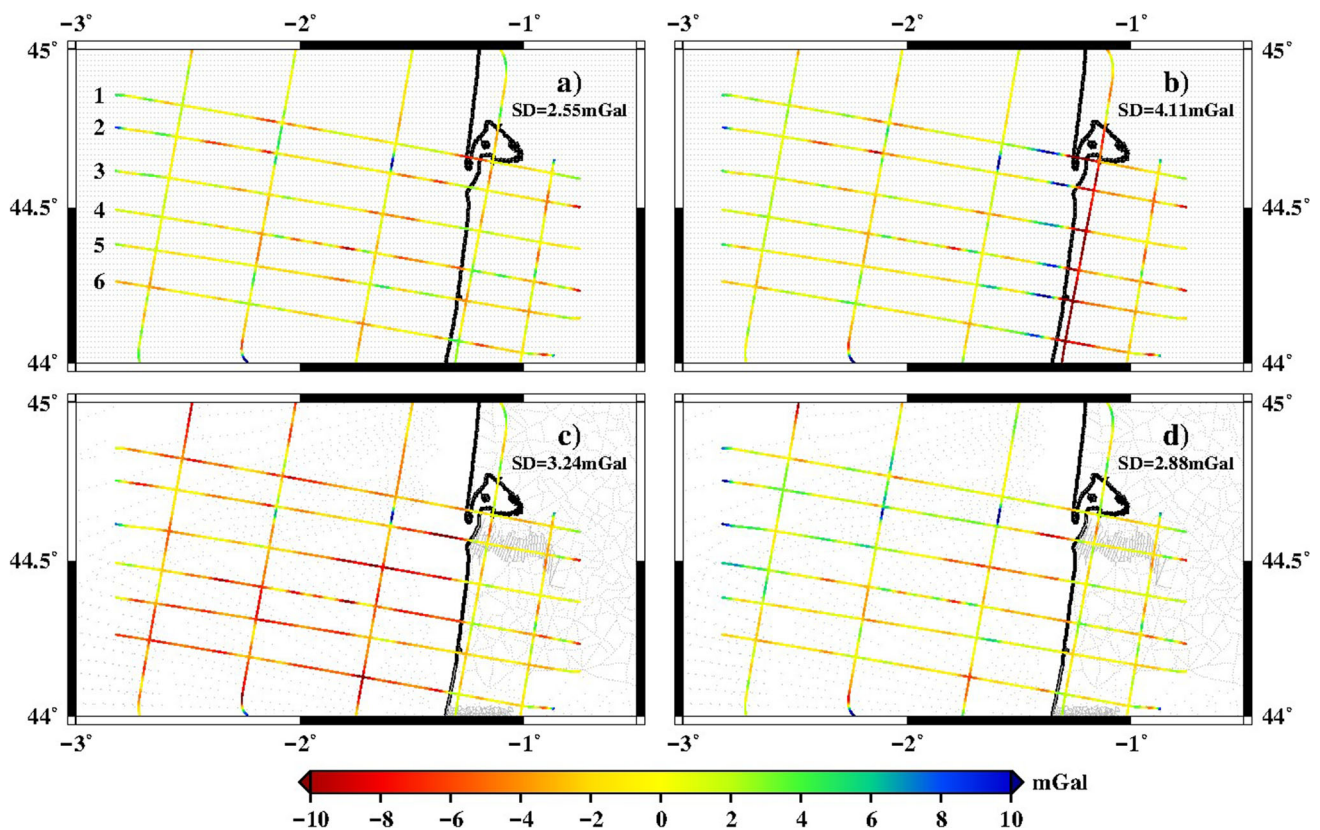 −3° −2° −1° −3° −2° −1°
45° 45°
a) b)
SD=2.55mGal SD=4.11mGal
1
2
3
44.5° 44.5°
4
5
6
44° 44°
45° 45°
c) d)
SD=3.24mGal SD=2.88mGal
44.5° 44.5°
44° 44°
−3° −2° −1° −3° −2° −1°
mGal
−10 −8 −6 −4 −2 0 2 4 6 8 10